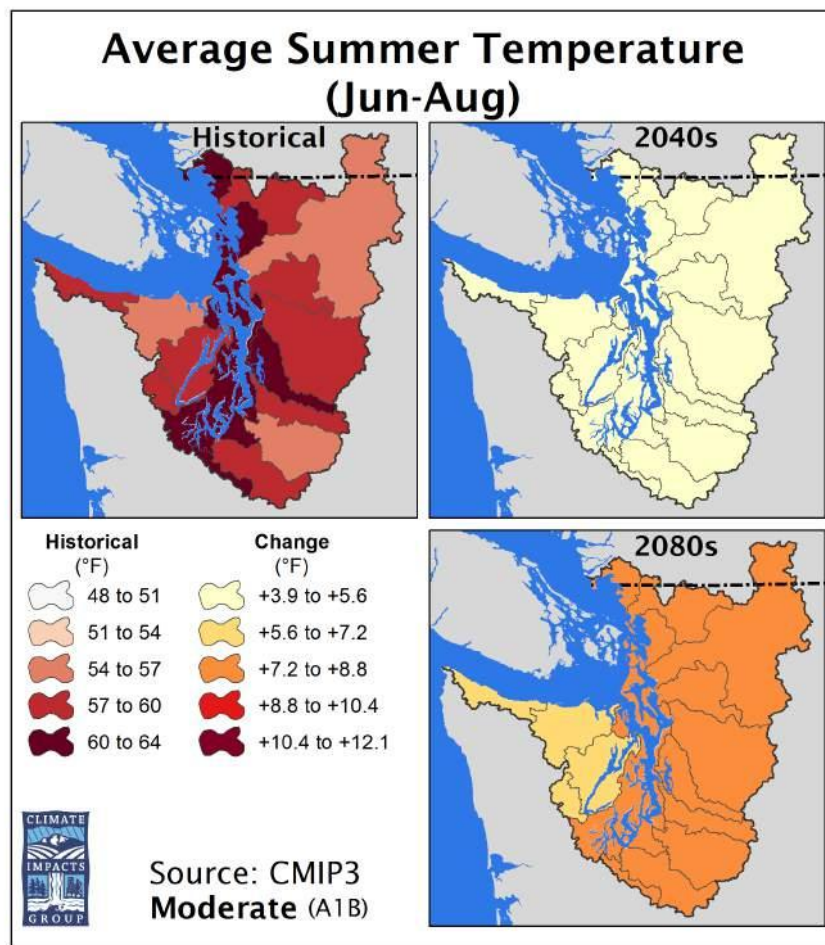 Average Summer Temperature
(Jun-Aug)
Historical
2040s
Historical
(°F)
48 to 51
51 to 54
54 to 57
57 to 60
60 to 64
Change
(°F)
+3.9 to +5.6
+5.6 to +7.2
+7.2 to +8.8
+8.8 to +10.4
+10.4 to +12.1
2080s
CLIMATE
IMPACTS
GROUP
Source: CMIP3
Moderate (A1B)